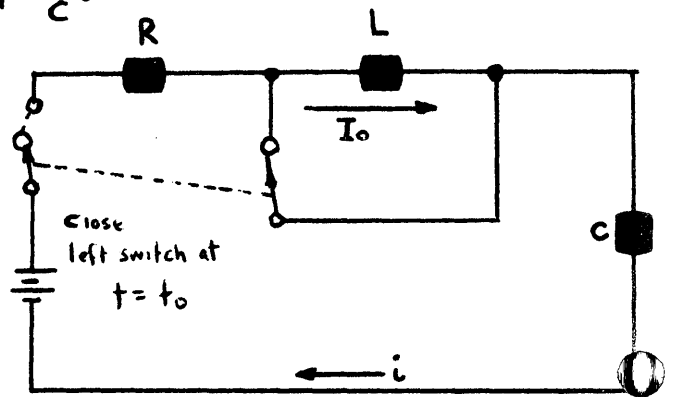 C
R
L
I₀
C
Close
left switch at
t = t₀
i